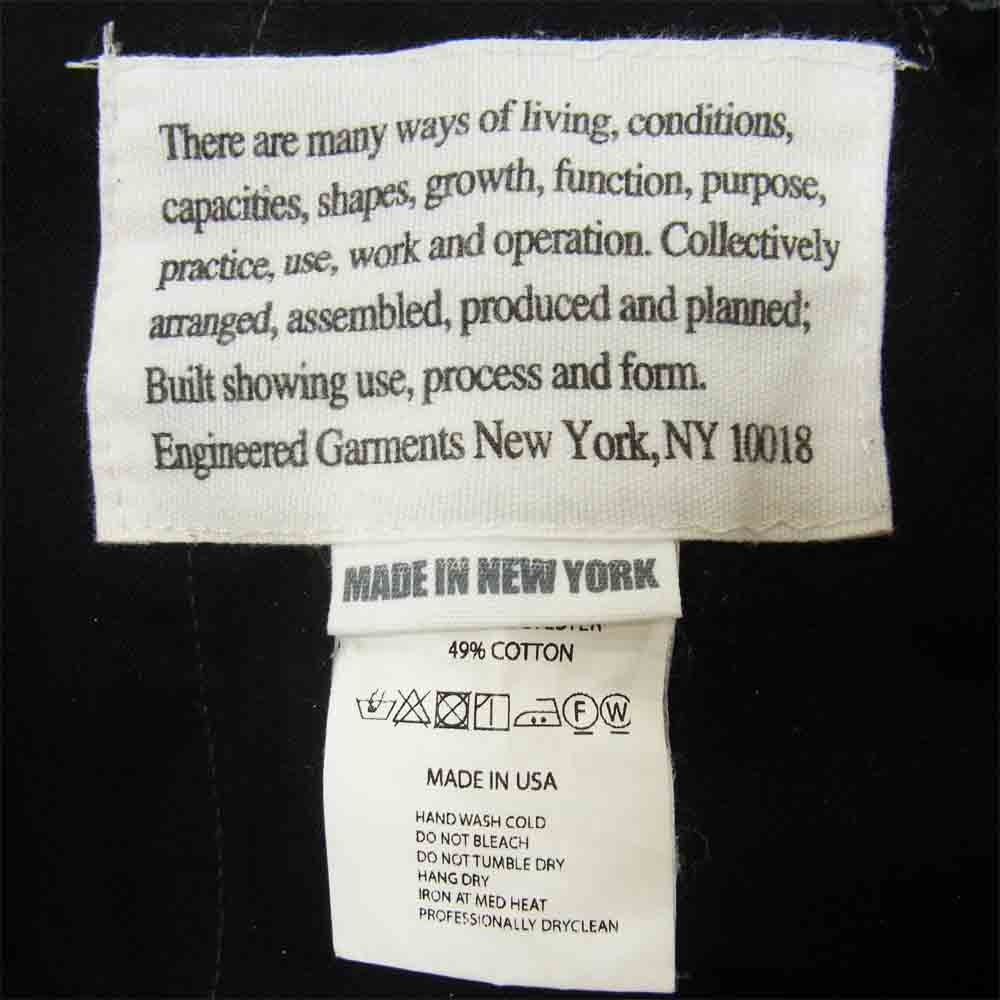 There are many ways of living, conditions,
capacities, shapes, growth, function, purpose,
practice, use, work and operation. Collectively
arranged, assembled, produced and planned;
Built showing use, process and form.
Engineered Garments New York, NY 10018
MADE IN NEW YORK
49% COTTON
F W
MADE IN USA
HAND WASH COLD
DO NOT BLEACH
DO NOT TUMBLE DRY
HANG DRY
IRON AT MED HEAT
PROFESSIONALLY DRYCLEAN